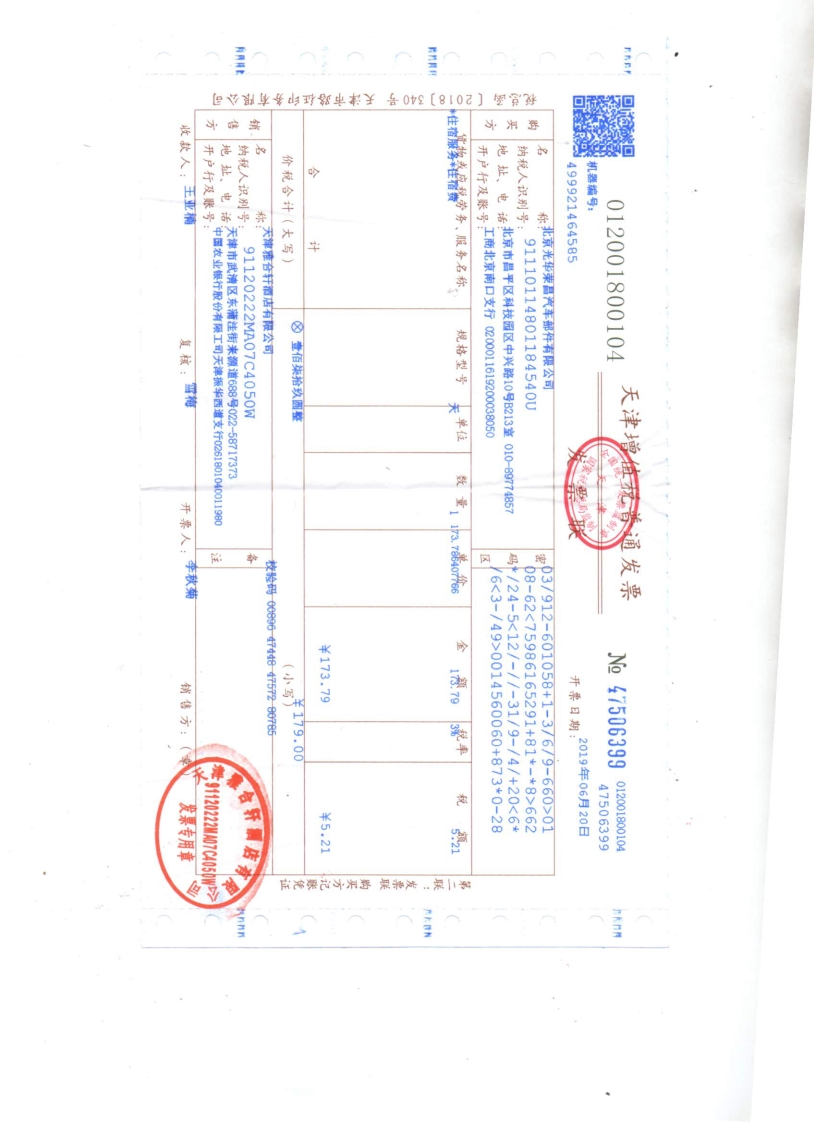 012001800104
天津增值税普通发票
发票联
№ 47506399
012001800104
47506399
机器编号:
499921464585
开票日期: 2019年06月20日
购买方
名称: 北京光华荣昌汽车部件有限公司
纳税人识别号: 91110114801184540U
地址、电话: 北京市昌平区科技园区中兴路10号B213室 010-89774857
开户行及账号: 工商北京南口支行 0200011619200038050
密码区
03/912-601058+1-3/6/9-660>01
08-62<75986165291+81*-*8>662
*/24-5<12/-//-31/9-/4/+20<6*
/6<3-/49>0014560060+873*0-28
货物或应税劳务、服务名称 规格型号 单位 数量 单价 金额 税率 税额
*住宿服务*住宿费 天 1 173.786407766 173.79 3% 5.21
合计 ¥173.79 ¥5.21
价税合计(大写) ⊗ 壹佰柒拾玖圆整 (小写) ¥179.00
销售方
名称: 天津雅合轩酒店有限公司
纳税人识别号: 91120222MA07C4050W
地址、电话: 天津市武清区东蒲洼街来源道688号022-58717373
开户行及账号: 中国农业银行股份有限公司天津振华西道支行0261801040011980
备注
校验码 00896 47448 47572 80785
收款人: 王亚楠 复核: 雪梅 开票人: 李秋菊 销售方:(章)
税总函〔2018〕340号 天津市路征印务有限公司
第二联:发票联 购买方记账凭证
天津雅合轩酒店有限公司
91120222MA07C4050W
发票专用章